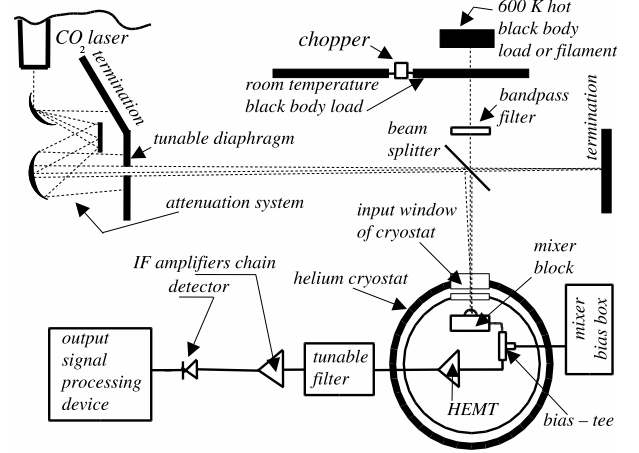 600 K hot
black body
load or filament
CO2 laser
termination
chopper
room temperature
black body load
bandpass
filter
tunable diaphragm
beam
splitter
termination
attenuation system
input window
of cryostat
mixer
block
IF amplifiers chain
detector
helium cryostat
output
signal
processing
device
tunable
filter
HEMT
mixer
bias box
bias – tee